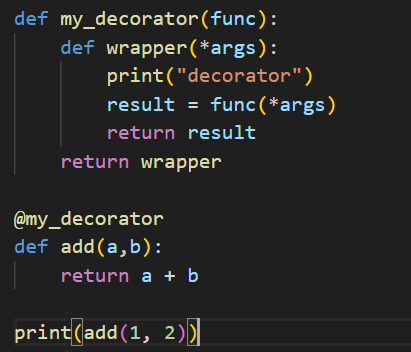 def my_decorator(func):
    def wrapper(*args):
        print("decorator")
        result = func(*args)
        return result
    return wrapper

@my_decorator
def add(a,b):
    return a + b

print(add(1, 2))